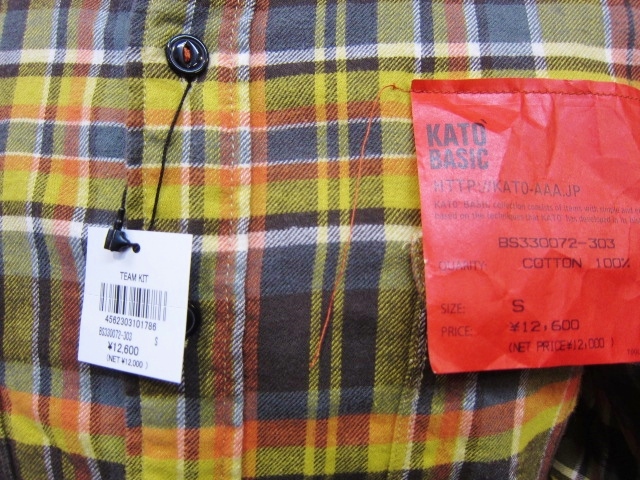 TEAM KIT
4562303101786
BS330072-303 S
¥12,600
(NET ¥12,000 )
KATO'
BASIC
HTTP://KATO-AAA.JP
BS330072-303
QUANTITY: COTTON 100%
SIZE: S
PRICE: ¥12,600
(NET PRICE¥12,000 )